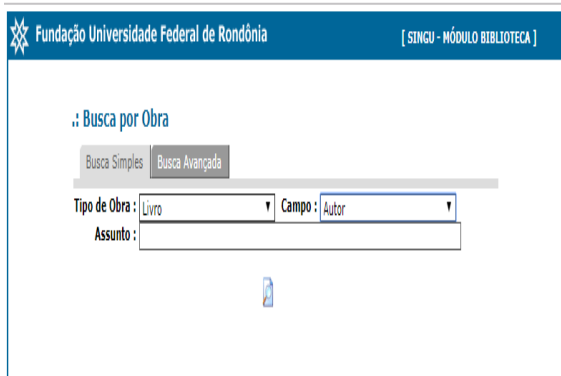 Fundação Universidade Federal de Rondônia [ SINGU - MÓDULO BIBLIOTECA ]
.: Busca por Obra
Busca Simples Busca Avançada
Tipo de Obra : Livro Campo : Autor
Assunto :